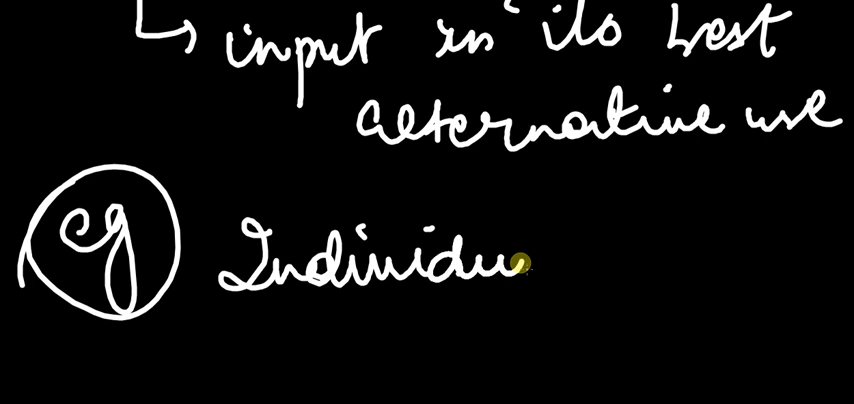 ↳ input in its best
alternative use
eg Individu